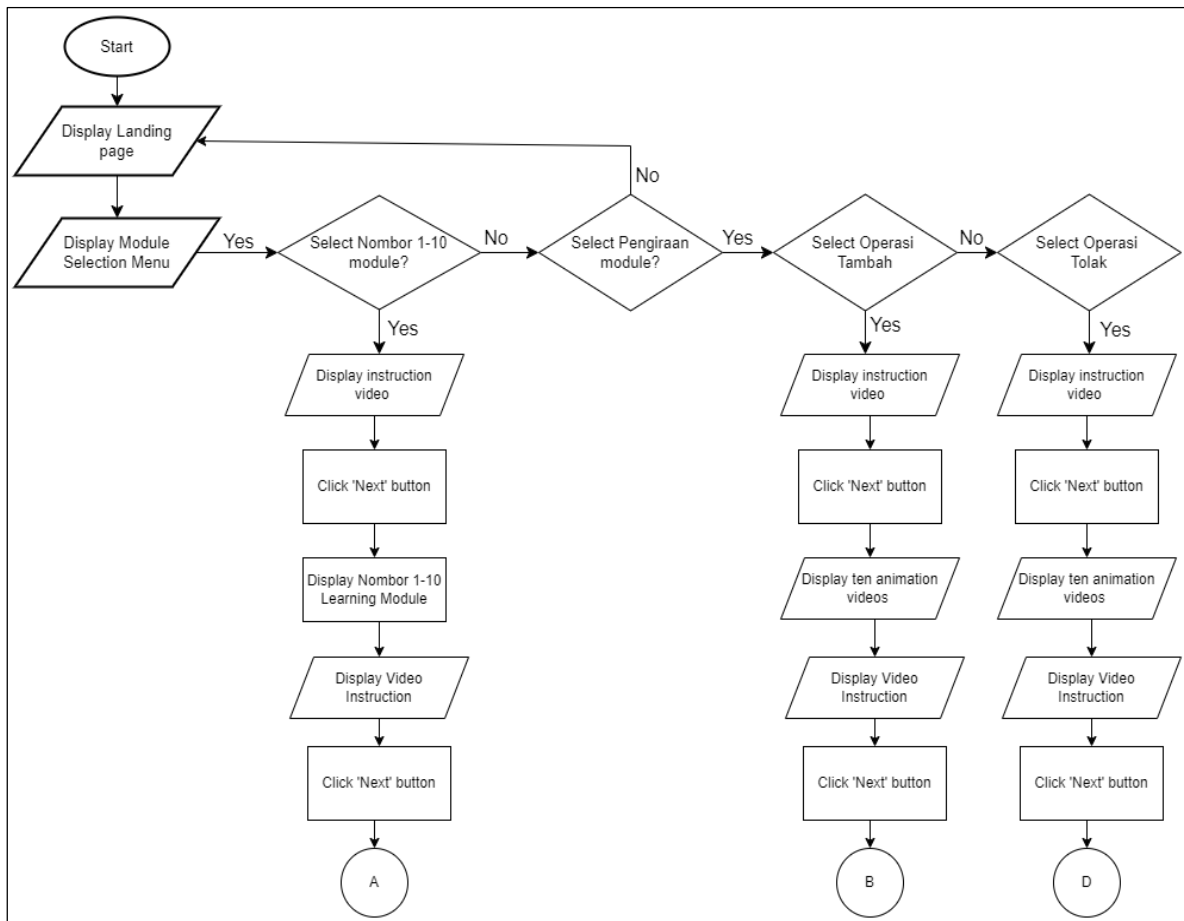 Start
Display Landing
page
No
Display Module
Selection Menu
Yes
Select Nombor 1-10
module?
No
Select Pengiraan
module?
Yes
Select Operasi
Tambah
No
Select Operasi
Tolak
Yes
Yes
Yes
Display instruction
video
Display instruction
video
Display instruction
video
Click 'Next' button
Click 'Next' button
Click 'Next' button
Display Nombor 1-10
Learning Module
Display ten animation
videos
Display ten animation
videos
Display Video
Instruction
Display Video
Instruction
Display Video
Instruction
Click 'Next' button
Click 'Next' button
Click 'Next' button
A
B
D